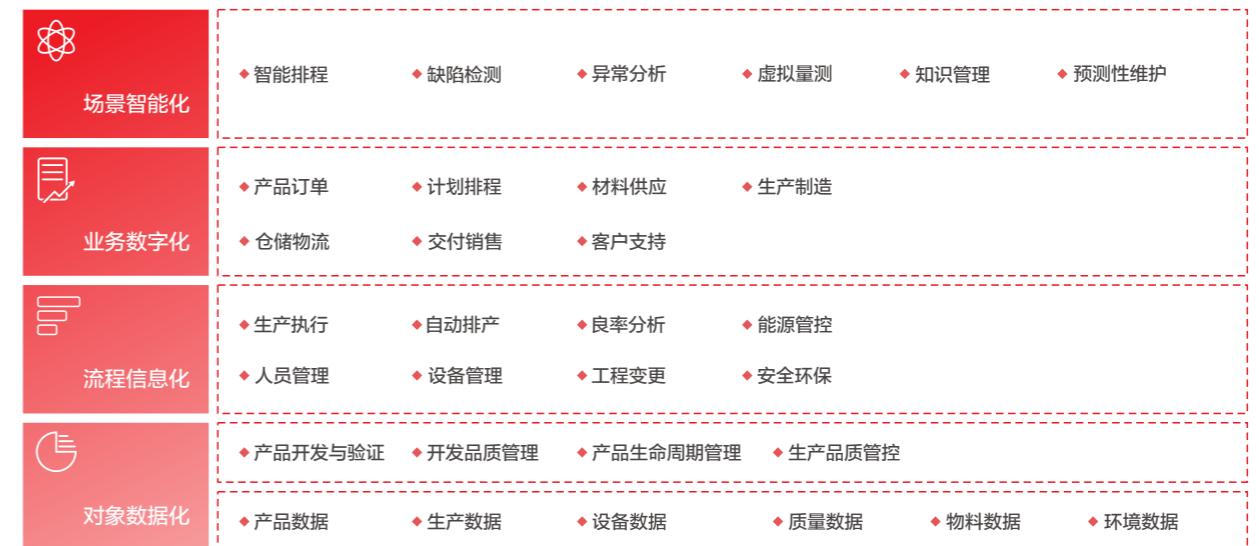 场景智能化
◆智能排程 ◆缺陷检测 ◆异常分析 ◆虚拟量测 ◆知识管理 ◆预测性维护
业务数字化
◆产品订单 ◆计划排程 ◆材料供应 ◆生产制造
◆仓储物流 ◆交付销售 ◆客户支持
流程信息化
◆生产执行 ◆自动排产 ◆良率分析 ◆能源管控
◆人员管理 ◆设备管理 ◆工程变更 ◆安全环保
对象数据化
◆产品开发与验证 ◆开发品质管理 ◆产品生命周期管理 ◆生产品质管控
◆产品数据 ◆生产数据 ◆设备数据 ◆质量数据 ◆物料数据 ◆环境数据